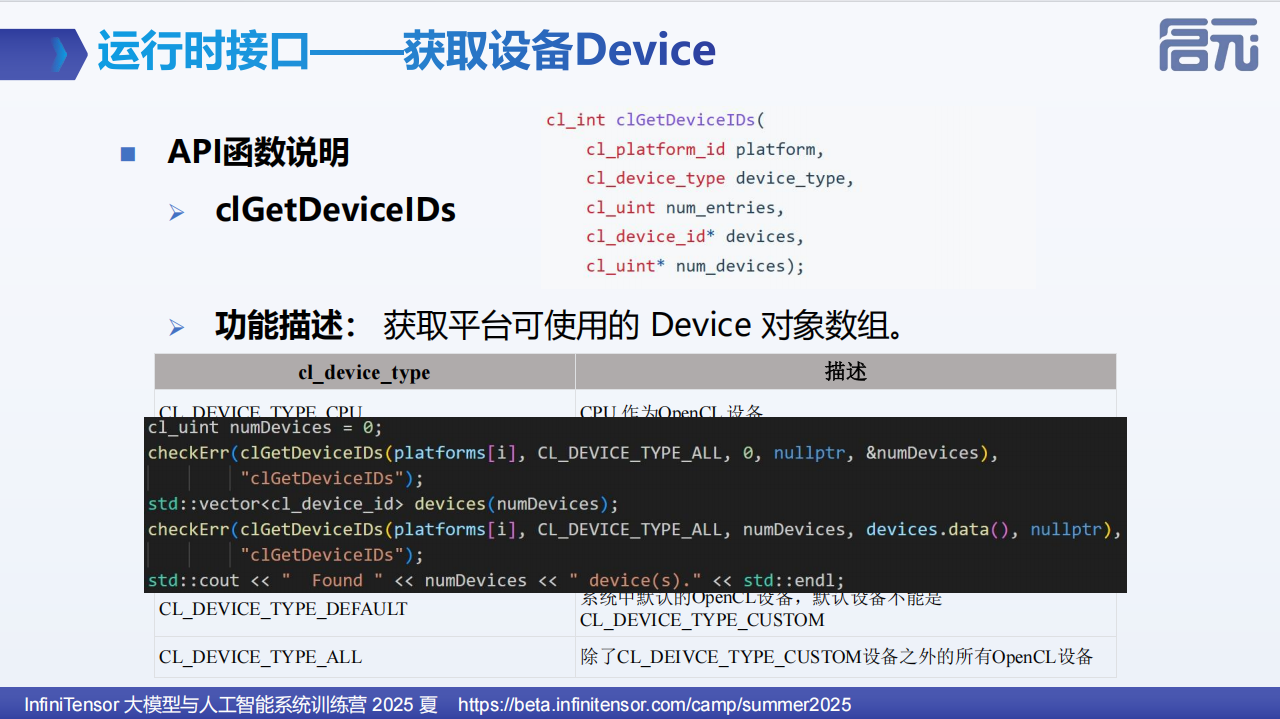 运行时接口——获取设备Device
启元
API函数说明
clGetDeviceIDs
cl_int clGetDeviceIDs(
cl_platform_id platform,
cl_device_type device_type,
cl_uint num_entries,
cl_device_id* devices,
cl_uint* num_devices);
功能描述： 获取平台可使用的 Device 对象数组。
cl_device_type 描述
CL_DEVICE_TYPE_CPU CPU 作为OpenCL 设备
cl_uint numDevices = 0;
checkErr(clGetDeviceIDs(platforms[i], CL_DEVICE_TYPE_ALL, 0, nullptr, &numDevices),
"clGetDeviceIDs");
std::vector<cl_device_id> devices(numDevices);
checkErr(clGetDeviceIDs(platforms[i], CL_DEVICE_TYPE_ALL, numDevices, devices.data(), nullptr),
"clGetDeviceIDs");
std::cout << "  Found " << numDevices << " device(s)." << std::endl;
CL_DEVICE_TYPE_DEFAULT 系统中默认的OpenCL设备，默认设备不能是
CL_DEVICE_TYPE_CUSTOM
CL_DEVICE_TYPE_ALL 除了CL_DEIVCE_TYPE_CUSTOM设备之外的所有OpenCL设备
InfiniTensor 大模型与人工智能系统训练营 2025 夏 https://beta.infinitensor.com/camp/summer2025